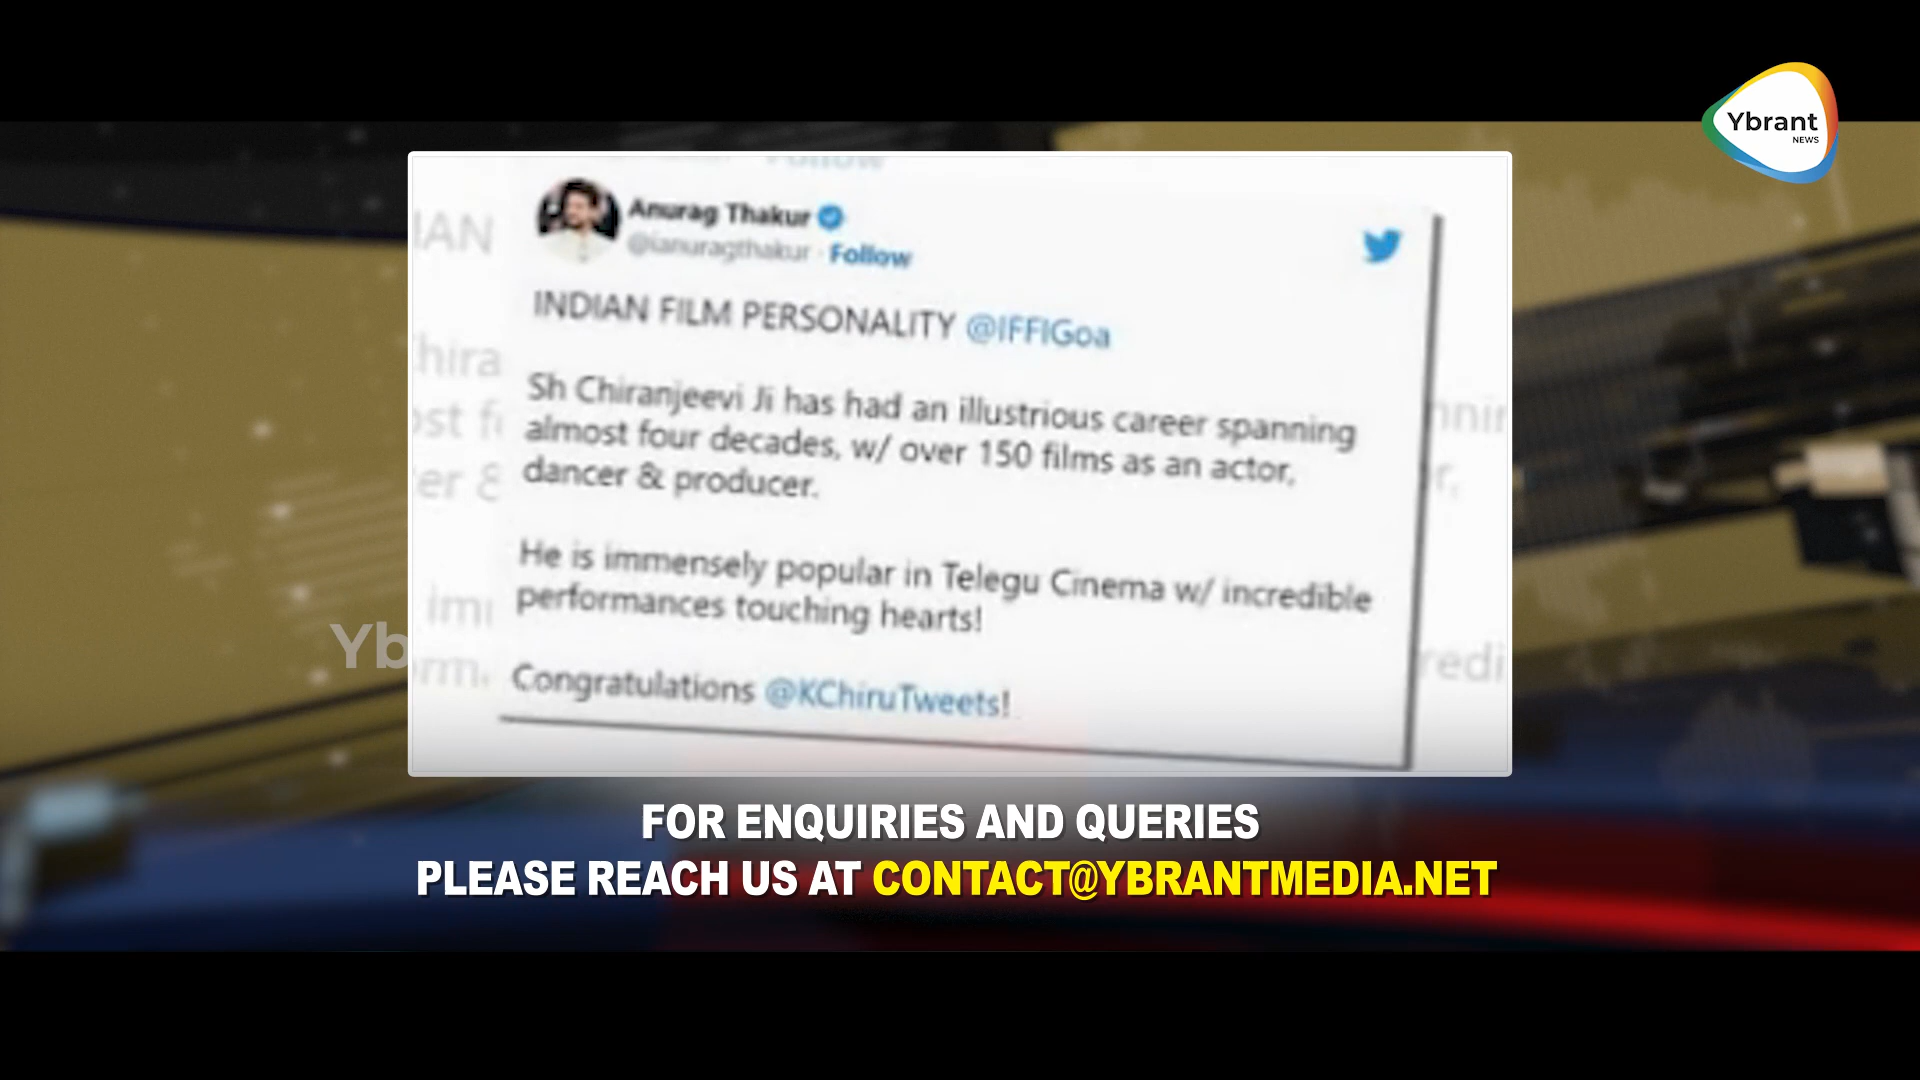 Ybrant
NEWS
Follow
Anurag Thakur
@ianuragthakur · Follow
INDIAN FILM PERSONALITY @IFFIGoa
Sh Chiranjeevi Ji has had an illustrious career spanning
almost four decades, w/ over 150 films as an actor,
dancer & producer.
He is immensely popular in Telegu Cinema w/ incredible
performances touching hearts!
Congratulations @KChiruTweets!
FOR ENQUIRIES AND QUERIES
PLEASE REACH US AT CONTACT@YBRANTMEDIA.NET